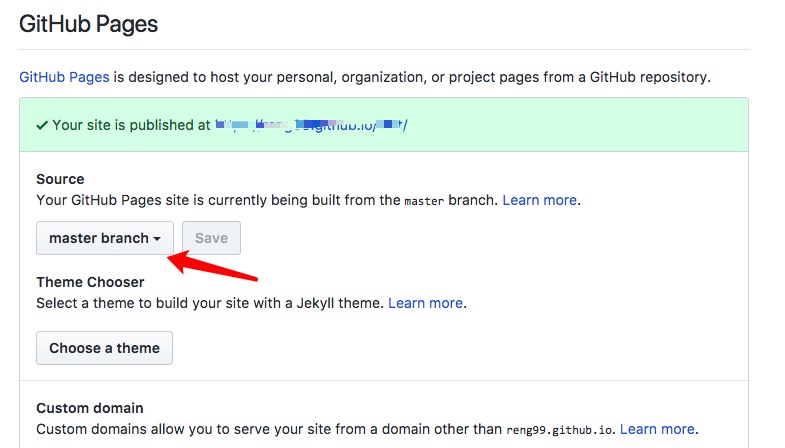 GitHub Pages
GitHub Pages is designed to host your personal, organization, or project pages from a GitHub repository.
Your site is published at
Source
Your GitHub Pages site is currently being built from the master branch. Learn more.
master branch Save
Theme Chooser
Select a theme to build your site with a Jekyll theme. Learn more.
Choose a theme
Custom domain
Custom domains allow you to serve your site from a domain other than reng99.github.io. Learn more.